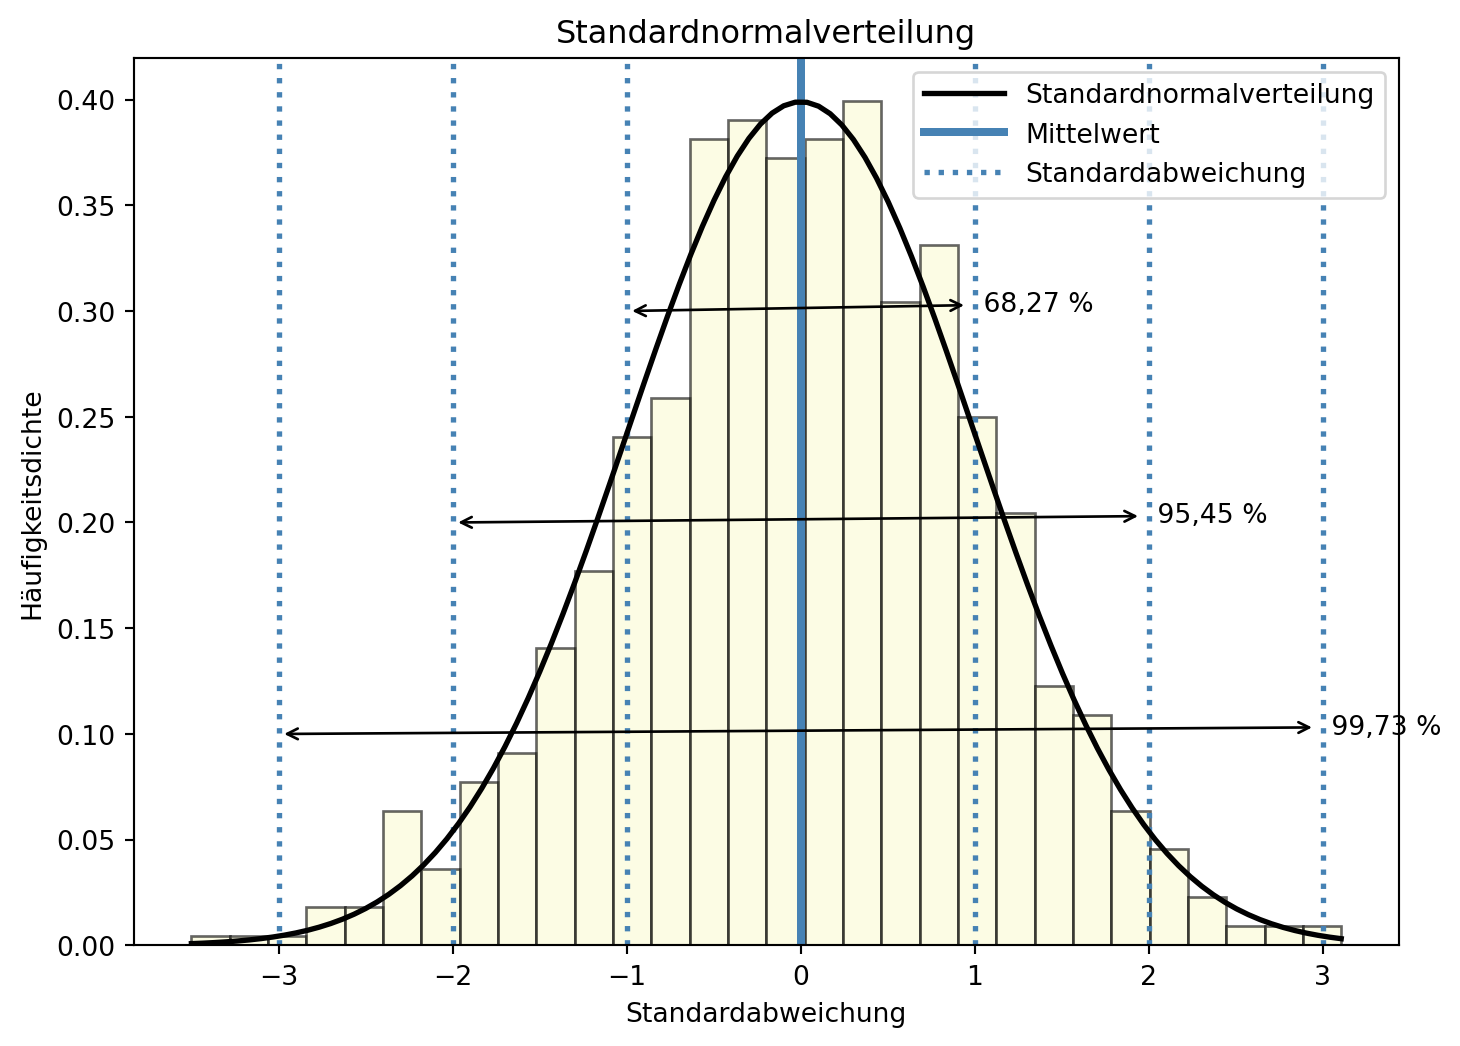 Standardnormalverteilung
Standardnormalverteilung
Mittelwert
Standardabweichung
0.40
0.35
0.30
0.25
0.20
0.15
0.10
0.05
0.00
Häufigkeitsdichte
68,27 %
95,45 %
99,73 %
−3 −2 −1 0 1 2 3
Standardabweichung